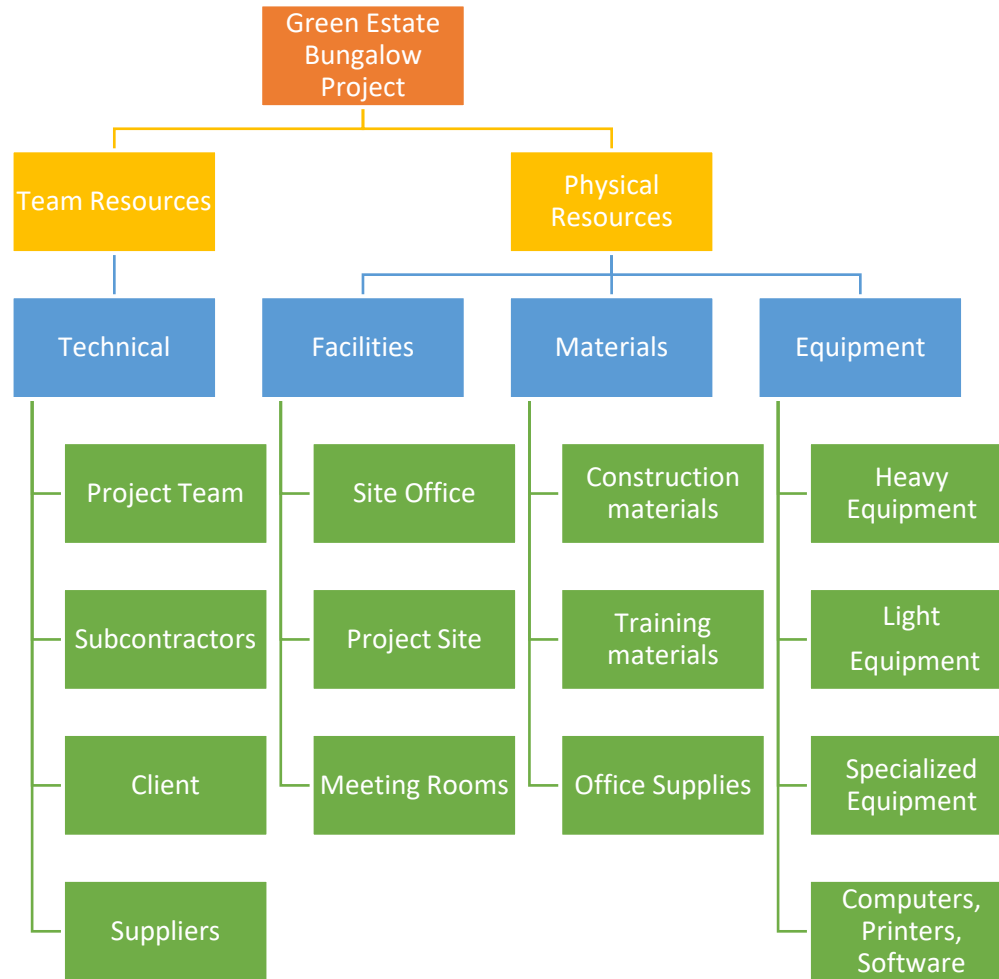 Green Estate
Bungalow
Project
Team Resources
Physical
Resources
Technical
Facilities
Materials
Equipment
Project Team
Site Office
Construction
materials
Heavy
Equipment
Subcontractors
Project Site
Training
materials
Light
Equipment
Client
Meeting Rooms
Office Supplies
Specialized
Equipment
Suppliers
Computers,
Printers,
Software